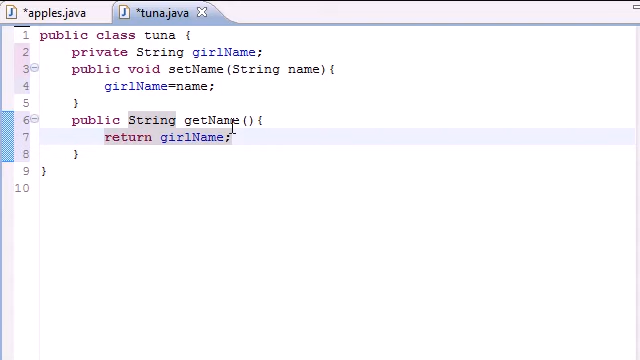 *apples.java *tuna.java
1 public class tuna {
2 private String girlName;
3 public void setName(String name){
4 girlName=name;
5 }
6 public String getName(){
7 return girlName;
8 }
9 }
10